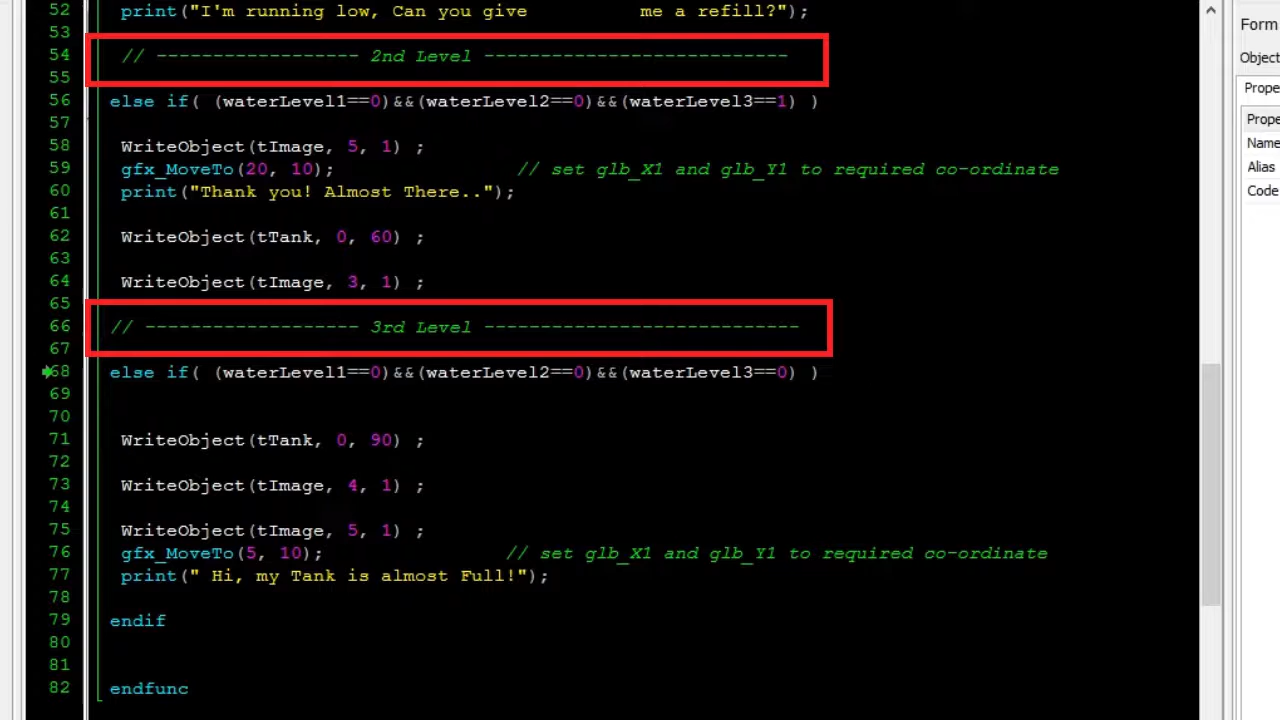 52 print("I'm running low, Can you give          me a refill?");
53
54 // ------------------ 2nd Level ---------------------------
55
56 else if( (waterLevel1==0)&&(waterLevel2==0)&&(waterLevel3==1) )
57
58 WriteObject(tImage, 5, 1) ;
59 gfx_MoveTo(20, 10);                // set glb_X1 and glb_Y1 to required co-ordinate
60 print("Thank you! Almost There..");
61
62 WriteObject(tTank, 0, 60) ;
63
64 WriteObject(tImage, 3, 1) ;
65
66 // ------------------- 3rd Level ----------------------------
67
68 else if( (waterLevel1==0)&&(waterLevel2==0)&&(waterLevel3==0) )
69
70
71 WriteObject(tTank, 0, 90) ;
72
73 WriteObject(tImage, 4, 1) ;
74
75 WriteObject(tImage, 5, 1) ;
76 gfx_MoveTo(5, 10);                // set glb_X1 and glb_Y1 to required co-ordinate
77 print(" Hi, my Tank is almost Full!");
78
79 endif
80
81
82 endfunc
Form
Object
Prope
Prope
Name
Alias
Code